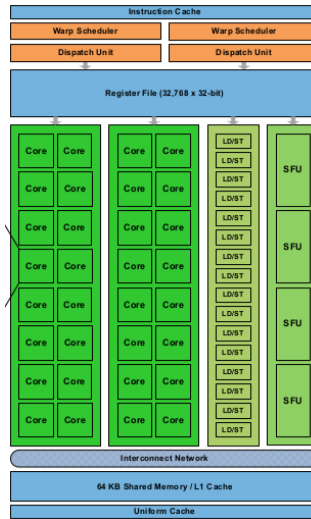 Instruction Cache
Warp Scheduler Warp Scheduler
Dispatch Unit Dispatch Unit
Register File (32,768 x 32-bit)
Core Core Core Core LD/ST
LD/ST
Core Core Core Core LD/ST
LD/ST
SFU
Core Core Core Core LD/ST
LD/ST
Core Core Core Core LD/ST
LD/ST
SFU
Core Core Core Core LD/ST
LD/ST
Core Core Core Core LD/ST
LD/ST
SFU
Core Core Core Core LD/ST
LD/ST
Core Core Core Core LD/ST
LD/ST
SFU
Interconnect Network
64 KB Shared Memory / L1 Cache
Uniform Cache